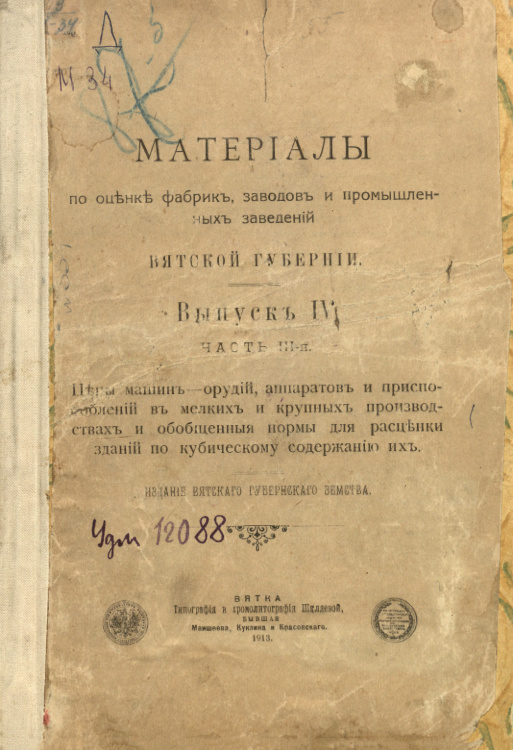 Д
М 34
МАТЕРІАЛЫ
по оцѣнкѣ фабрикъ, заводовъ и промышлен-
ныхъ заведеній
ВЯТСКОЙ ГУБЕРНІИ.
Выпускъ IV,
ЧАСТЬ III-я.
Цѣны машинъ—орудій, аппаратовъ и приспо-
собленій въ мелкихъ и крупныхъ производ-
ствахъ и обобщенныя нормы для расцѣнки
зданій по кубическому содержанію ихъ.
ИЗДАНІЕ ВЯТСКАГО ГУБЕРНСКАГО ЗЕМСТВА.
Удм 12088
ВЯТКА
Типографія и хромолитографія Шкляевой,
БЫВШАЯ
Маишеева, Куклина и Красовскаго.
1913.